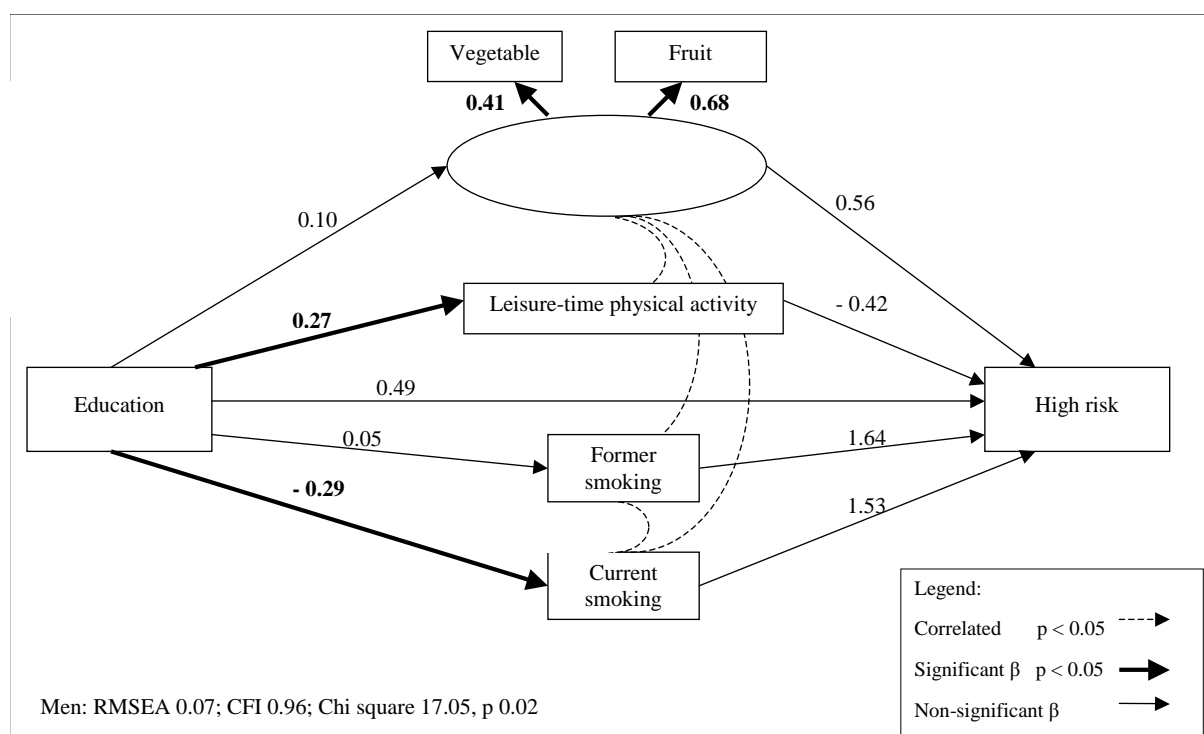 Vegetable
Fruit
0.41
0.68
0.10
0.56
Leisure-time physical activity
0.27
- 0.42
Education
0.49
High risk
0.05
Former
smoking
1.64
- 0.29
1.53
Current
smoking
Legend:
Correlated p < 0.05
Significant β p < 0.05
Non-significant β
Men: RMSEA 0.07; CFI 0.96; Chi square 17.05, p 0.02